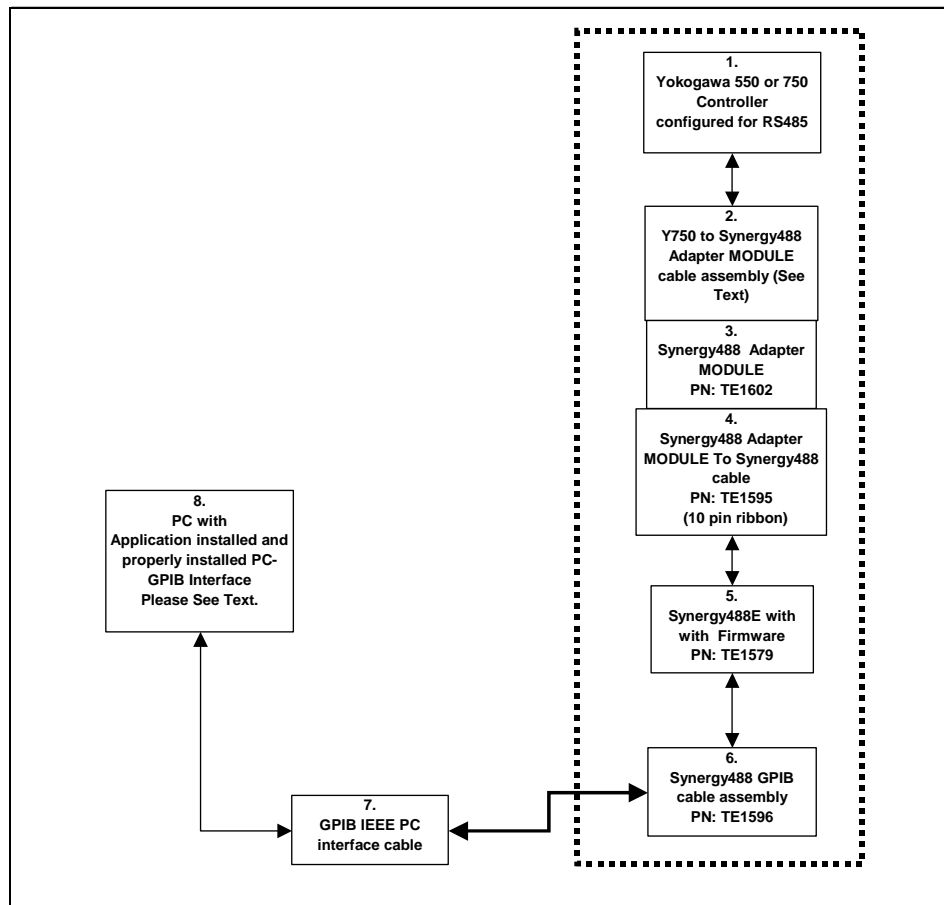 1.
Yokogawa 550 or 750
Controller
configured for RS485
2.
Y750 to Synergy488
Adapter MODULE
cable assembly (See
Text)
3.
Synergy488 Adapter
MODULE
PN: TE1602
4.
Synergy488 Adapter
MODULE To Synergy488
cable
PN: TE1595
(10 pin ribbon)
5.
Synergy488E with
with Firmware
PN: TE1579
6.
Synergy488 GPIB
cable assembly
PN: TE1596
7.
GPIB IEEE PC
interface cable
8.
PC with
Application installed and
properly installed PC-
GPIB Interface
Please See Text.